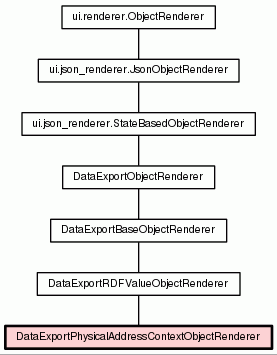 ui.renderer.ObjectRenderer
ui.json_renderer.JsonObjectRenderer
ui.json_renderer.StateBasedObjectRenderer
DataExportObjectRenderer
DataExportBaseObjectRenderer
DataExportRDFValueObjectRenderer
DataExportPhysicalAddressContextObjectRenderer